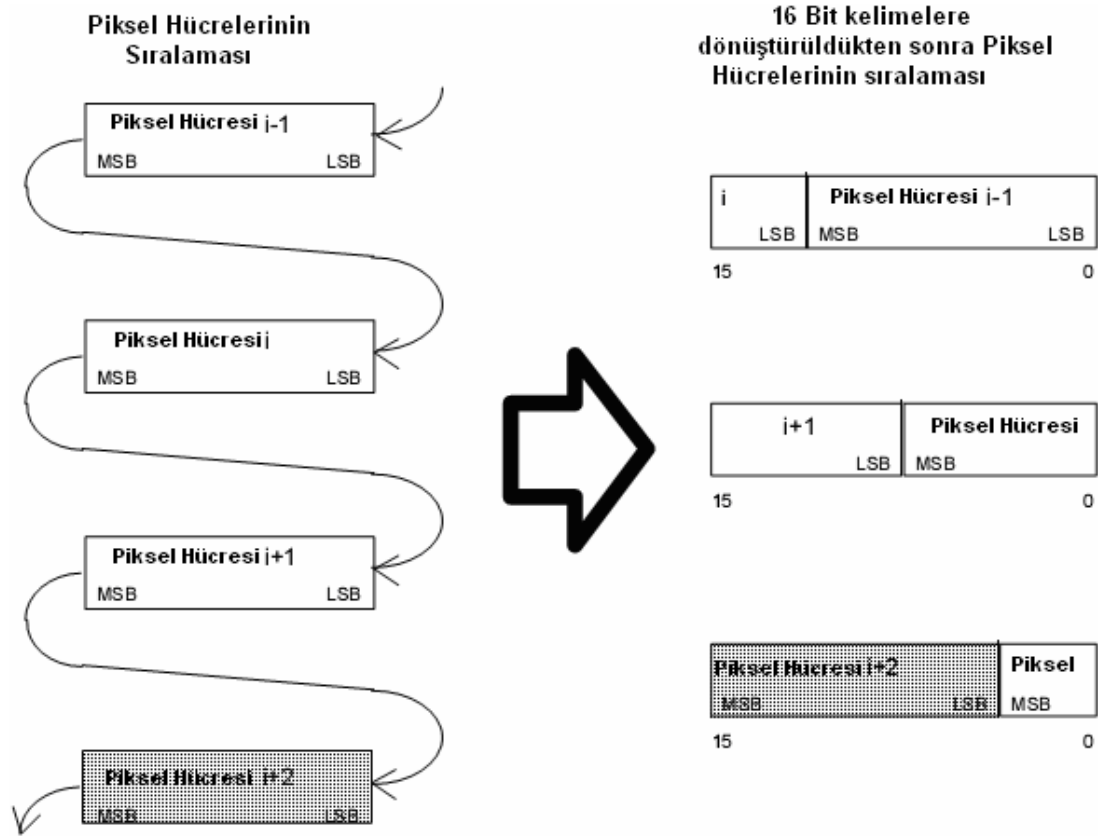 Piksel Hücrelerinin
Sıralaması
Piksel Hücresi i-1
MSB LSB
Piksel Hücresi i
MSB LSB
Piksel Hücresi i+1
MSB LSB
Piksel Hücresi i+2
MSB LSB
16 Bit kelimelere
dönüştürüldükten sonra Piksel
Hücrelerinin sıralaması
i Piksel Hücresi i-1
LSB MSB LSB
15 0
i+1 Piksel Hücresi
LSB MSB
15 0
Piksel Hücresi i+2 Piksel
MSB LSB MSB
15 0